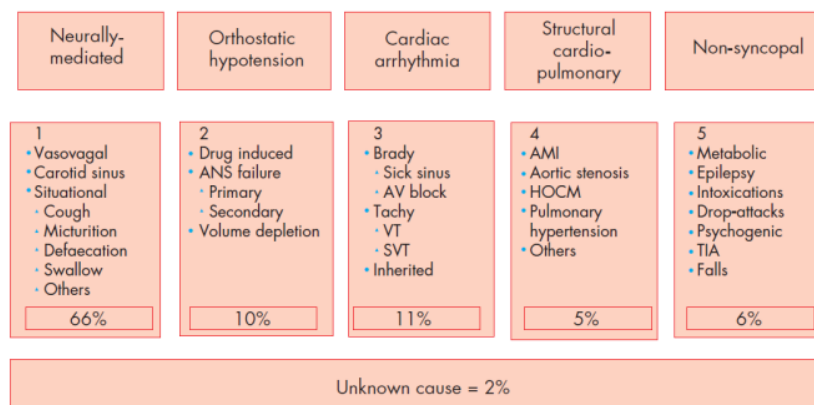 Neurally-
mediated
Orthostatic
hypotension
Cardiac
arrhythmia
Structural
cardio-
pulmonary
Non-syncopal
1
• Vasovagal
• Carotid sinus
• Situational
• Cough
• Micturition
• Defaecation
• Swallow
• Others
66%
2
• Drug induced
• ANS failure
• Primary
• Secondary
• Volume depletion
10%
3
• Brady
• Sick sinus
• AV block
• Tachy
• VT
• SVT
• Inherited
11%
4
• AMI
• Aortic stenosis
• HOCM
• Pulmonary
hypertension
• Others
5%
5
• Metabolic
• Epilepsy
• Intoxications
• Drop-attacks
• Psychogenic
• TIA
• Falls
6%
Unknown cause = 2%